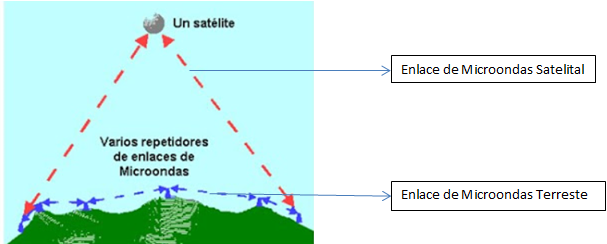 Un satélite
Enlace de Microondas Satelital
Varios repetidores
de enlaces de
Microondas
Enlace de Microondas Terreste